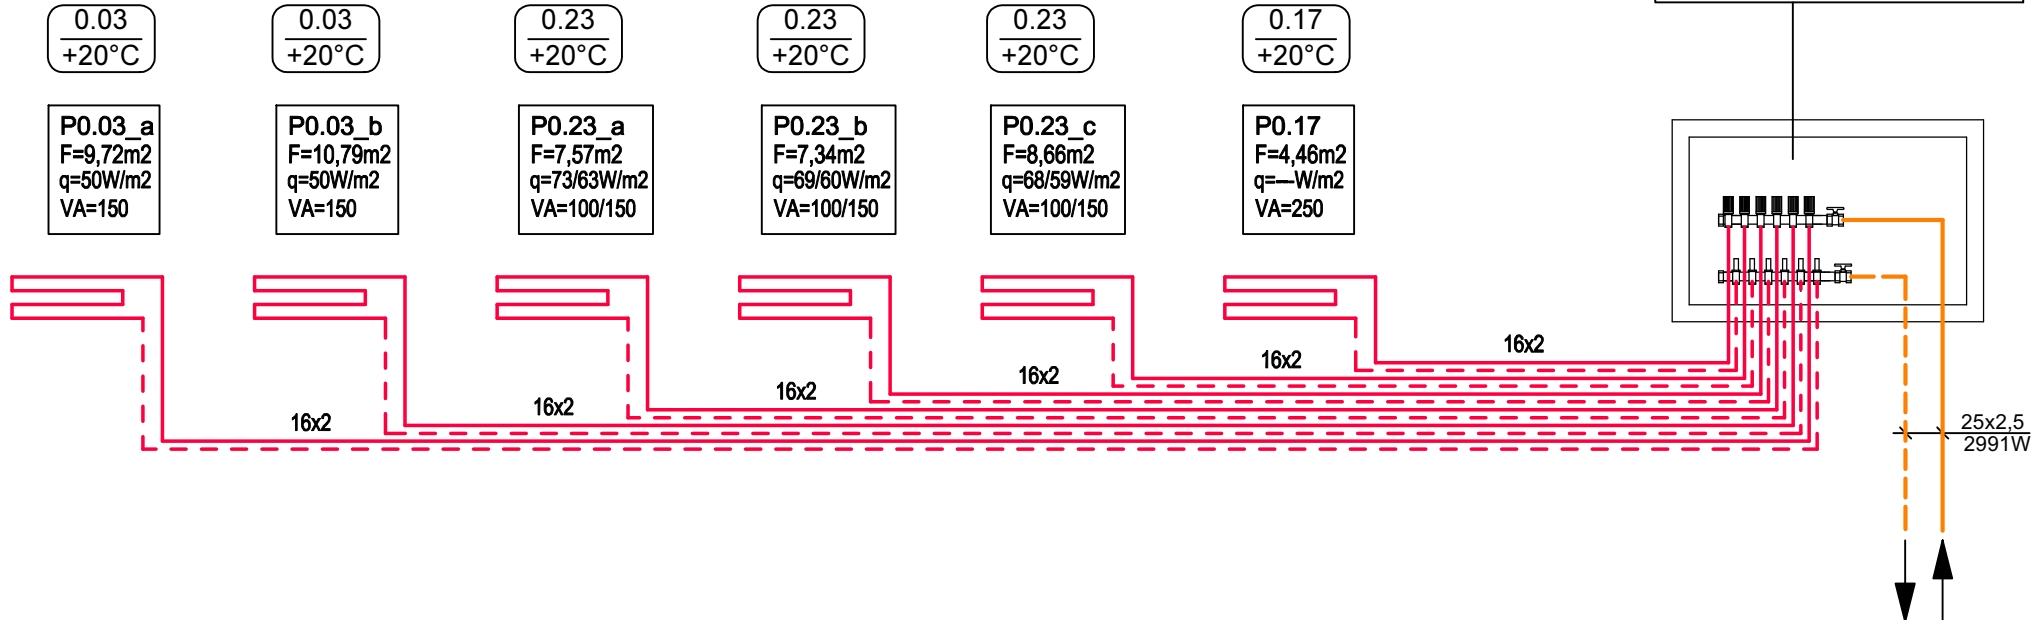 0.03
+20°C
0.03
+20°C
0.23
+20°C
0.23
+20°C
0.23
+20°C
0.17
+20°C
P0.03_a
F=9,72m2
q=50W/m2
VA=150
P0.03_b
F=10,79m2
q=50W/m2
VA=150
P0.23_a
F=7,57m2
q=73/63W/m2
VA=100/150
P0.23_b
F=7,34m2
q=69/60W/m2
VA=100/150
P0.23_c
F=8,66m2
q=68/59W/m2
VA=100/150
P0.17
F=4,46m2
q=---W/m2
VA=250
16x2
16x2
16x2
16x2
16x2
16x2
25x2,5
2991W